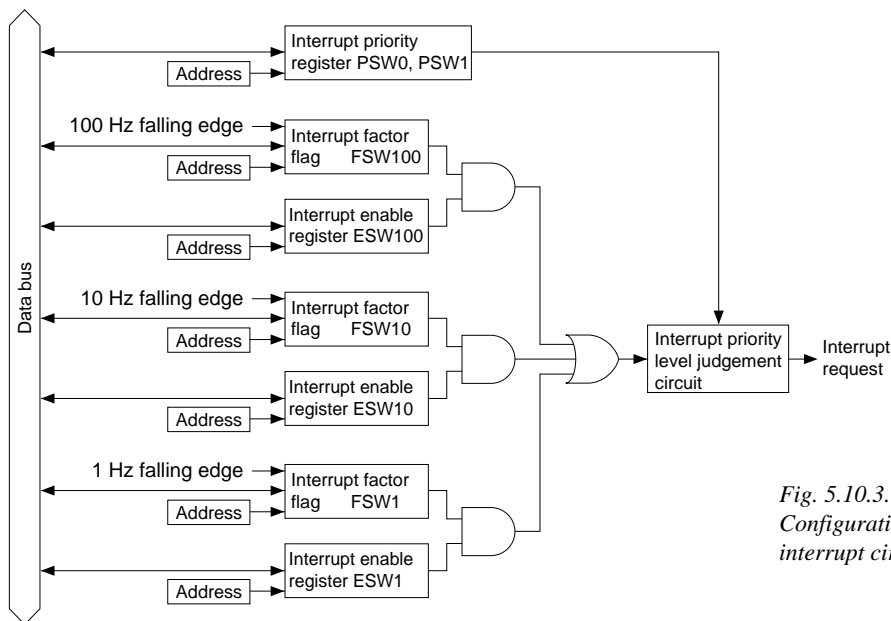 Interrupt priority
register PSW0, PSW1
Address
100 Hz falling edge
Interrupt factor
flag FSW100
Address
Interrupt enable
register ESW100
Address
Data bus
10 Hz falling edge
Interrupt factor
flag FSW10
Address
Interrupt enable
register ESW10
Address
Interrupt priority
level judgement
circuit
Interrupt
request
1 Hz falling edge
Interrupt factor
flag FSW1
Address
Interrupt enable
register ESW1
Address
Fig. 5.10.3.
Configurati
interrupt ci